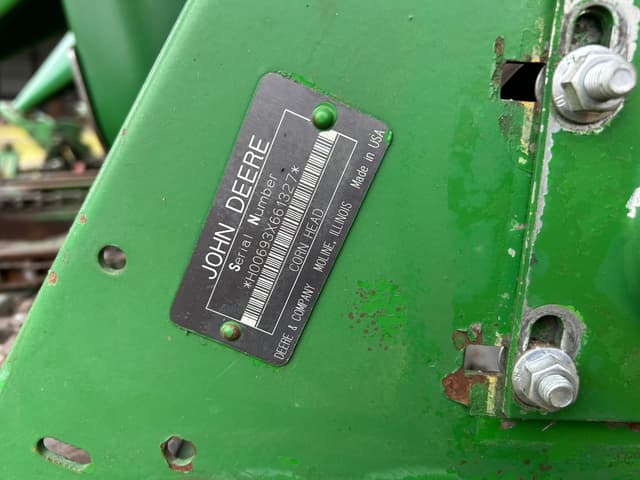 JOHN DEERE
Serial Number
*H00693X661327*
CORN HEAD
DEERE & COMPANY MOLINE, ILLINOIS Made in USA